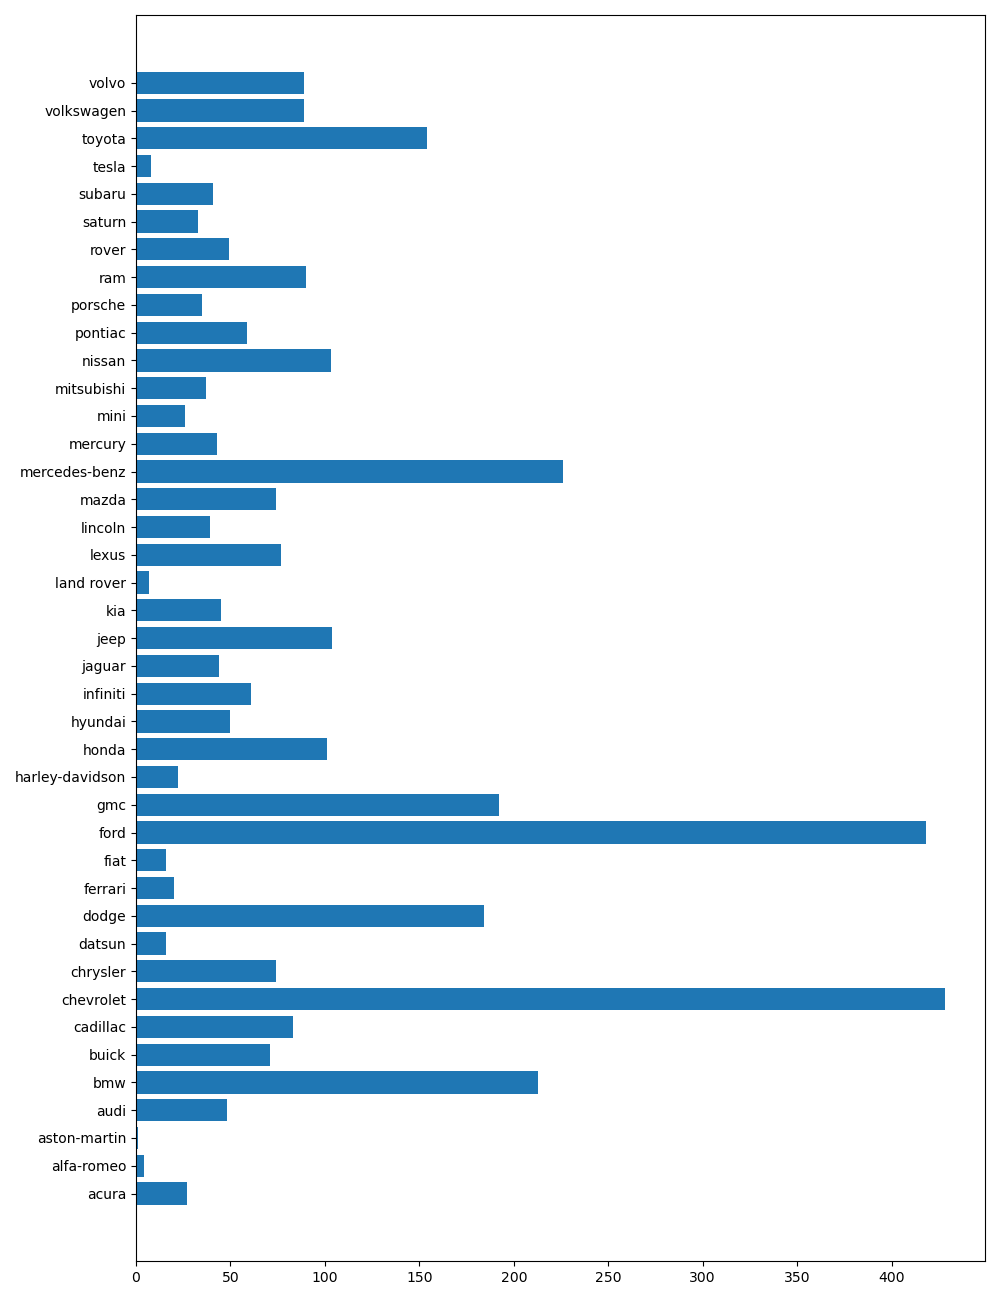 volvo
volkswagen
toyota
tesla
subaru
saturn
rover
ram
porsche
pontiac
nissan
mitsubishi
mini
mercury
mercedes-benz
mazda
lincoln
lexus
land rover
kia
jeep
jaguar
infiniti
hyundai
honda
harley-davidson
gmc
ford
fiat
ferrari
dodge
datsun
chrysler
chevrolet
cadillac
buick
bmw
audi
aston-martin
alfa-romeo
acura
0 50 100 150 200 250 300 350 400